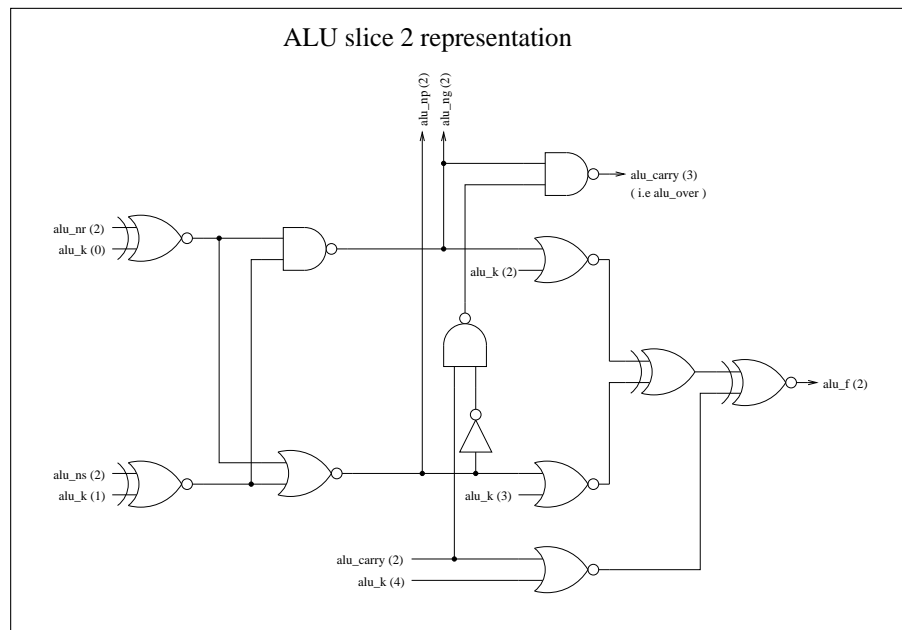 ALU slice 2 representation
alu_np (2)
alu_ng (2)
alu_carry (3)
( i.e alu_over )
alu_nr (2)
alu_k (0)
alu_k (2)
alu_f (2)
alu_ns (2)
alu_k (1)
alu_k (3)
alu_carry (2)
alu_k (4)